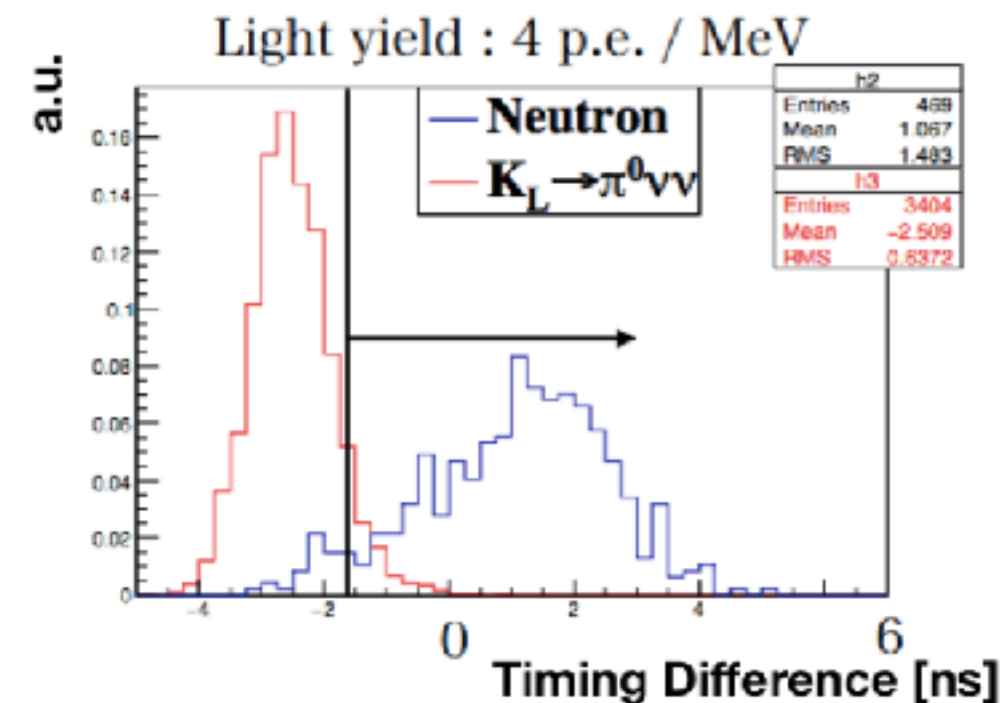 Light yield : 4 p.e. / MeV
a.u.
h2
Entries 469
Mean 1.067
RMS 1.483
h3
Entries 3404
Mean −2.509
RMS 0.6372
Neutron
K_L→π⁰νν
0.16
0.14
0.12
0.1
0.08
0.06
0.04
0.02
0
−4 −2 0 2 4 6
Timing Difference [ns]